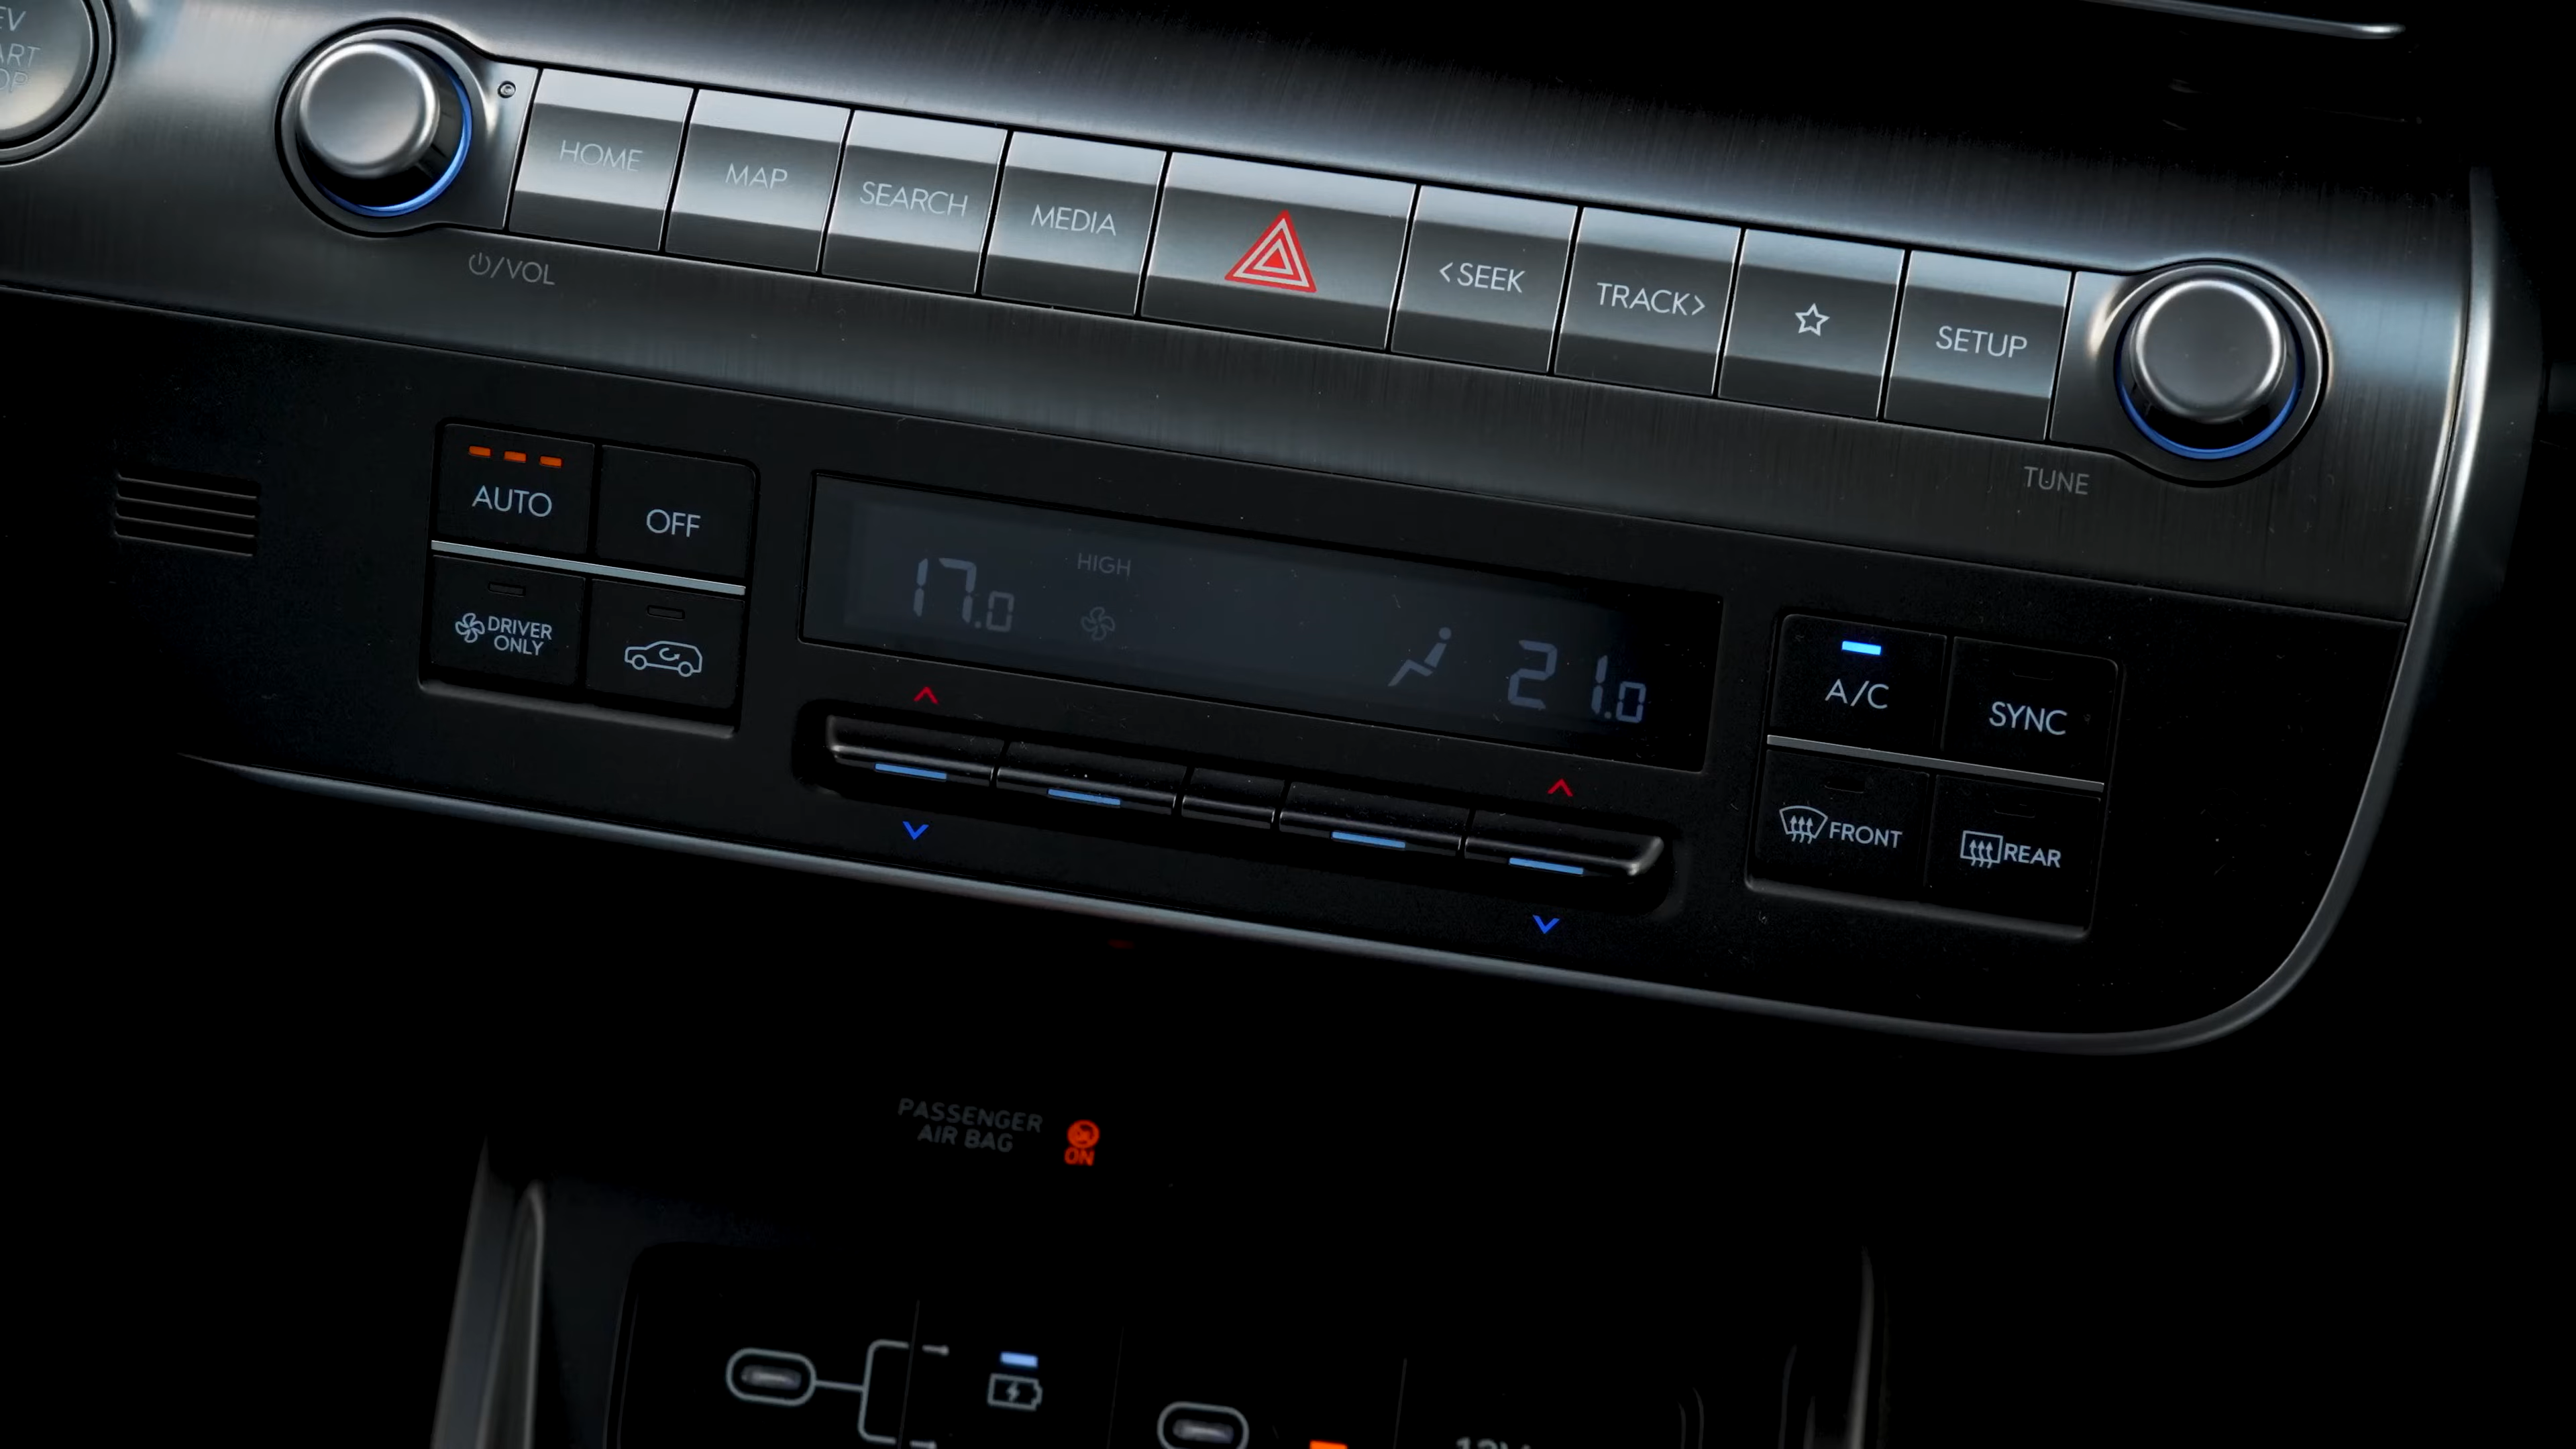 EV
HOME
MAP
SEARCH
MEDIA
<SEEK
TRACK>
SETUP
/VOL
TUNE
AUTO
OFF
DRIVER
ONLY
17.0
HIGH
21.0
A/C
SYNC
FRONT
REAR
PASSENGER
AIR BAG
ON